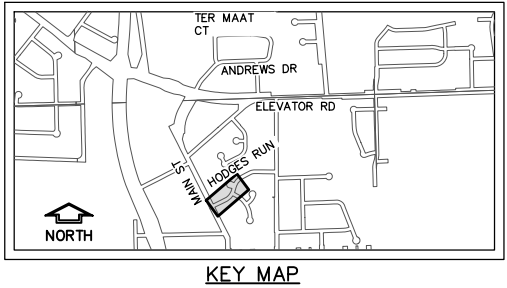 TER MAAT
CT
ANDREWS DR
ELEVATOR RD
HODGES RUN
MAIN ST
NORTH
KEY MAP